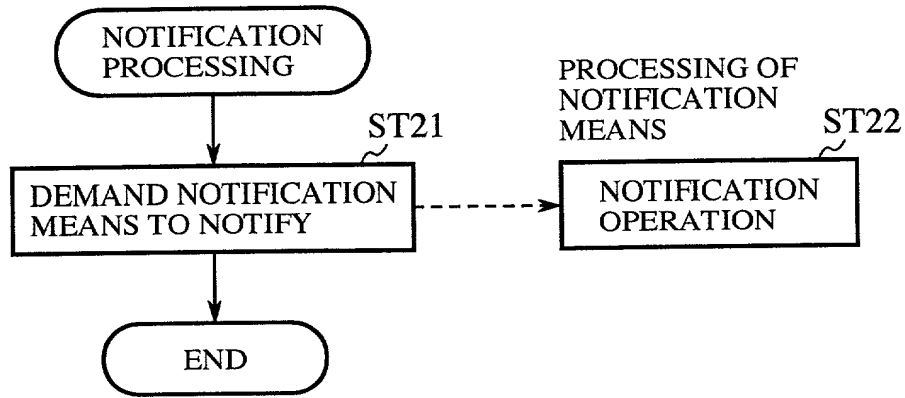 NOTIFICATION
PROCESSING
PROCESSING OF
NOTIFICATION
MEANS
ST21
ST22
DEMAND NOTIFICATION
MEANS TO NOTIFY
NOTIFICATION
OPERATION
END